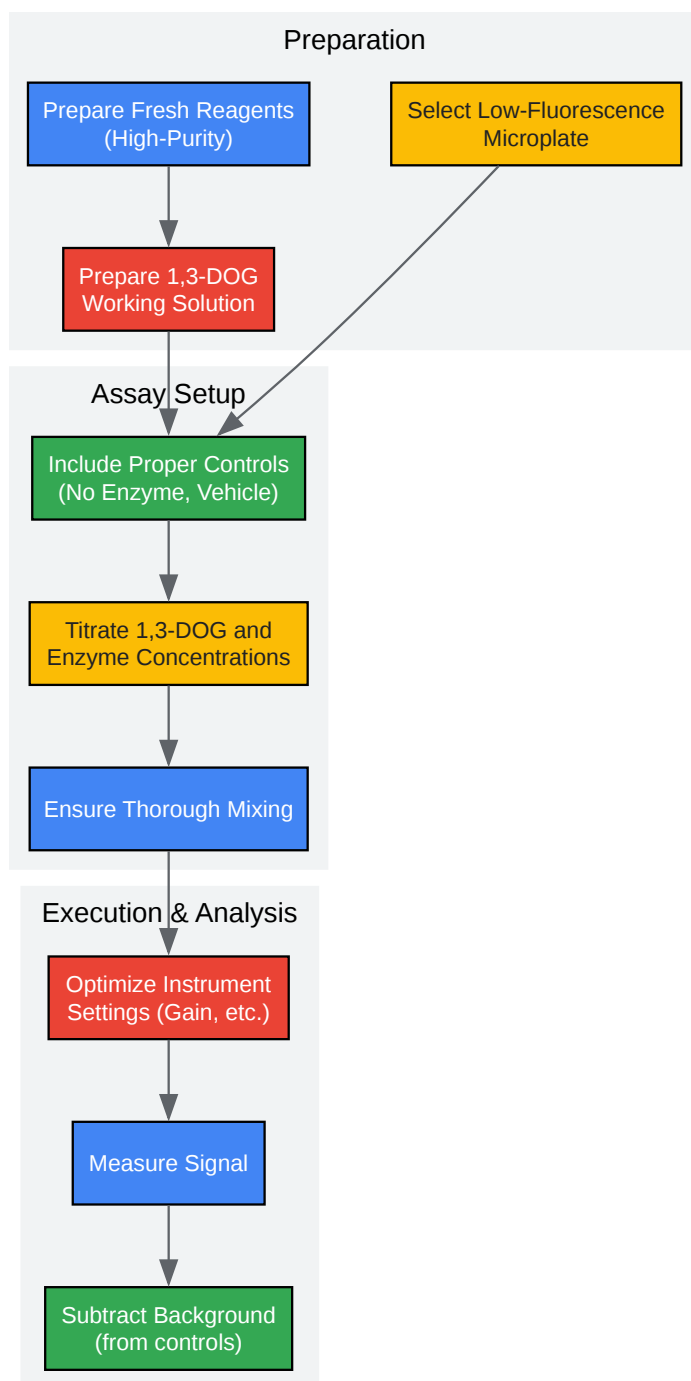 Preparation
Prepare Fresh Reagents
(High-Purity)
Select Low-Fluorescence
Microplate
Prepare 1,3-DOG
Working Solution
Assay Setup
Include Proper Controls
(No Enzyme, Vehicle)
Titrate 1,3-DOG and
Enzyme Concentrations
Ensure Thorough Mixing
Execution & Analysis
Optimize Instrument
Settings (Gain, etc.)
Measure Signal
Subtract Background
(from controls)